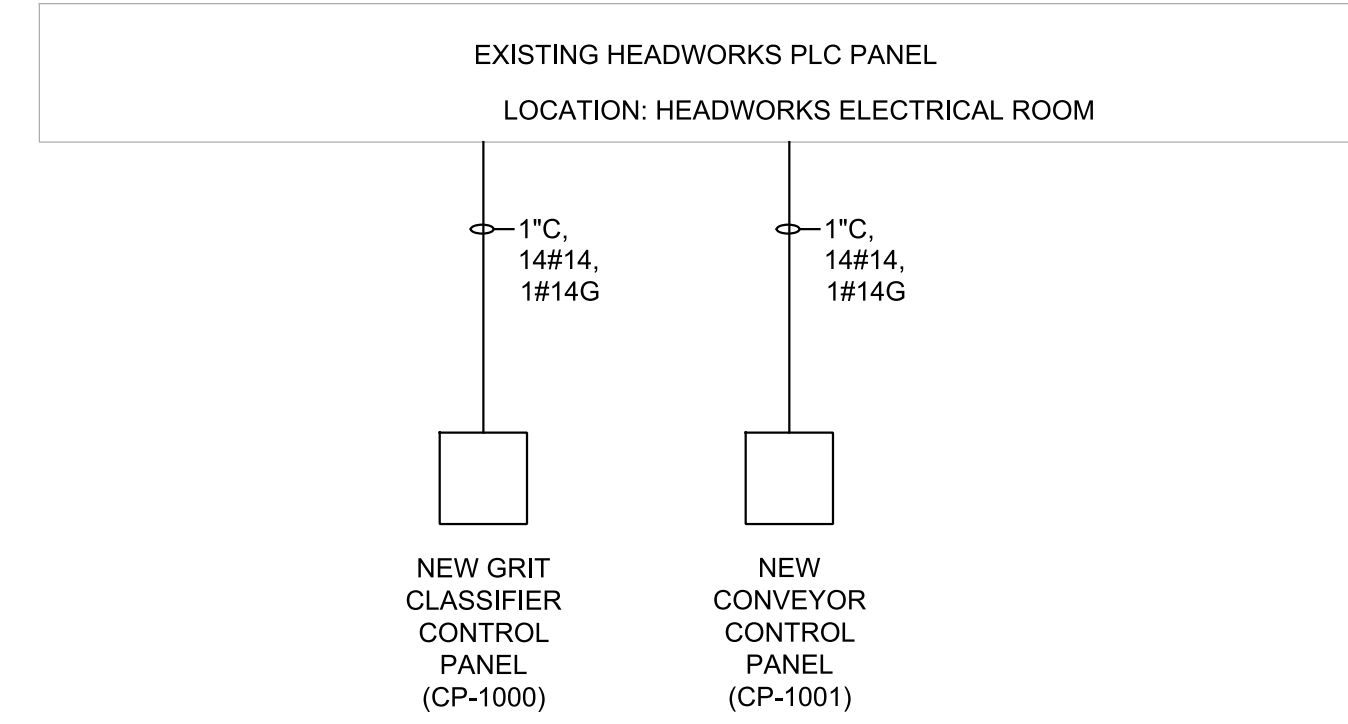 EXISTING HEADWORKS PLC PANEL
LOCATION: HEADWORKS ELECTRICAL ROOM
1"C,
14#14,
1#14G
1"C,
14#14,
1#14G
NEW GRIT
CLASSIFIER
CONTROL
PANEL
(CP-1000)
NEW
CONVEYOR
CONTROL
PANEL
(CP-1001)